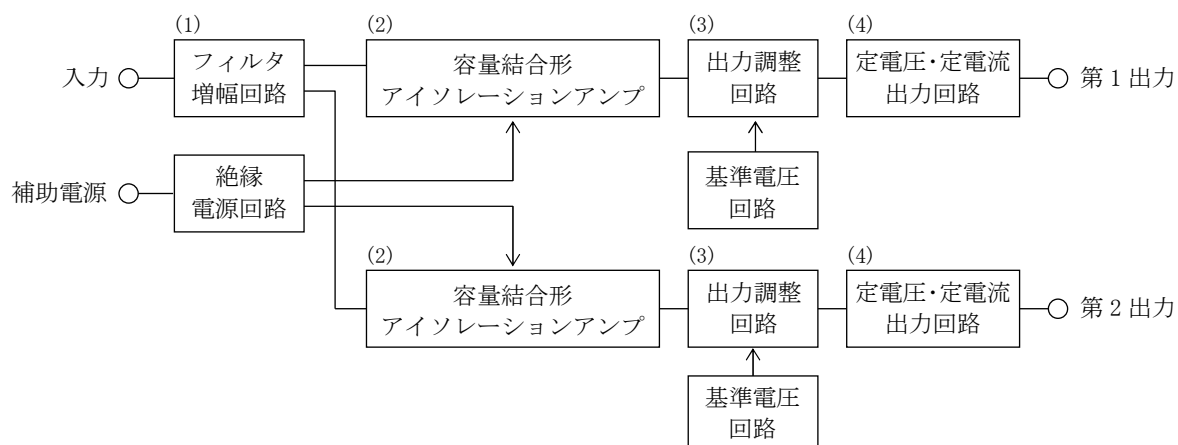 (1)
(2)
(3)
(4)
入力
フィルタ
増幅回路
容量結合形
アイソレーションアンプ
出力調整
回路
定電圧・定電流
出力回路
第1出力
補助電源
絶縁
電源回路
基準電圧
回路
(2)
(3)
(4)
容量結合形
アイソレーションアンプ
出力調整
回路
定電圧・定電流
出力回路
第2出力
基準電圧
回路